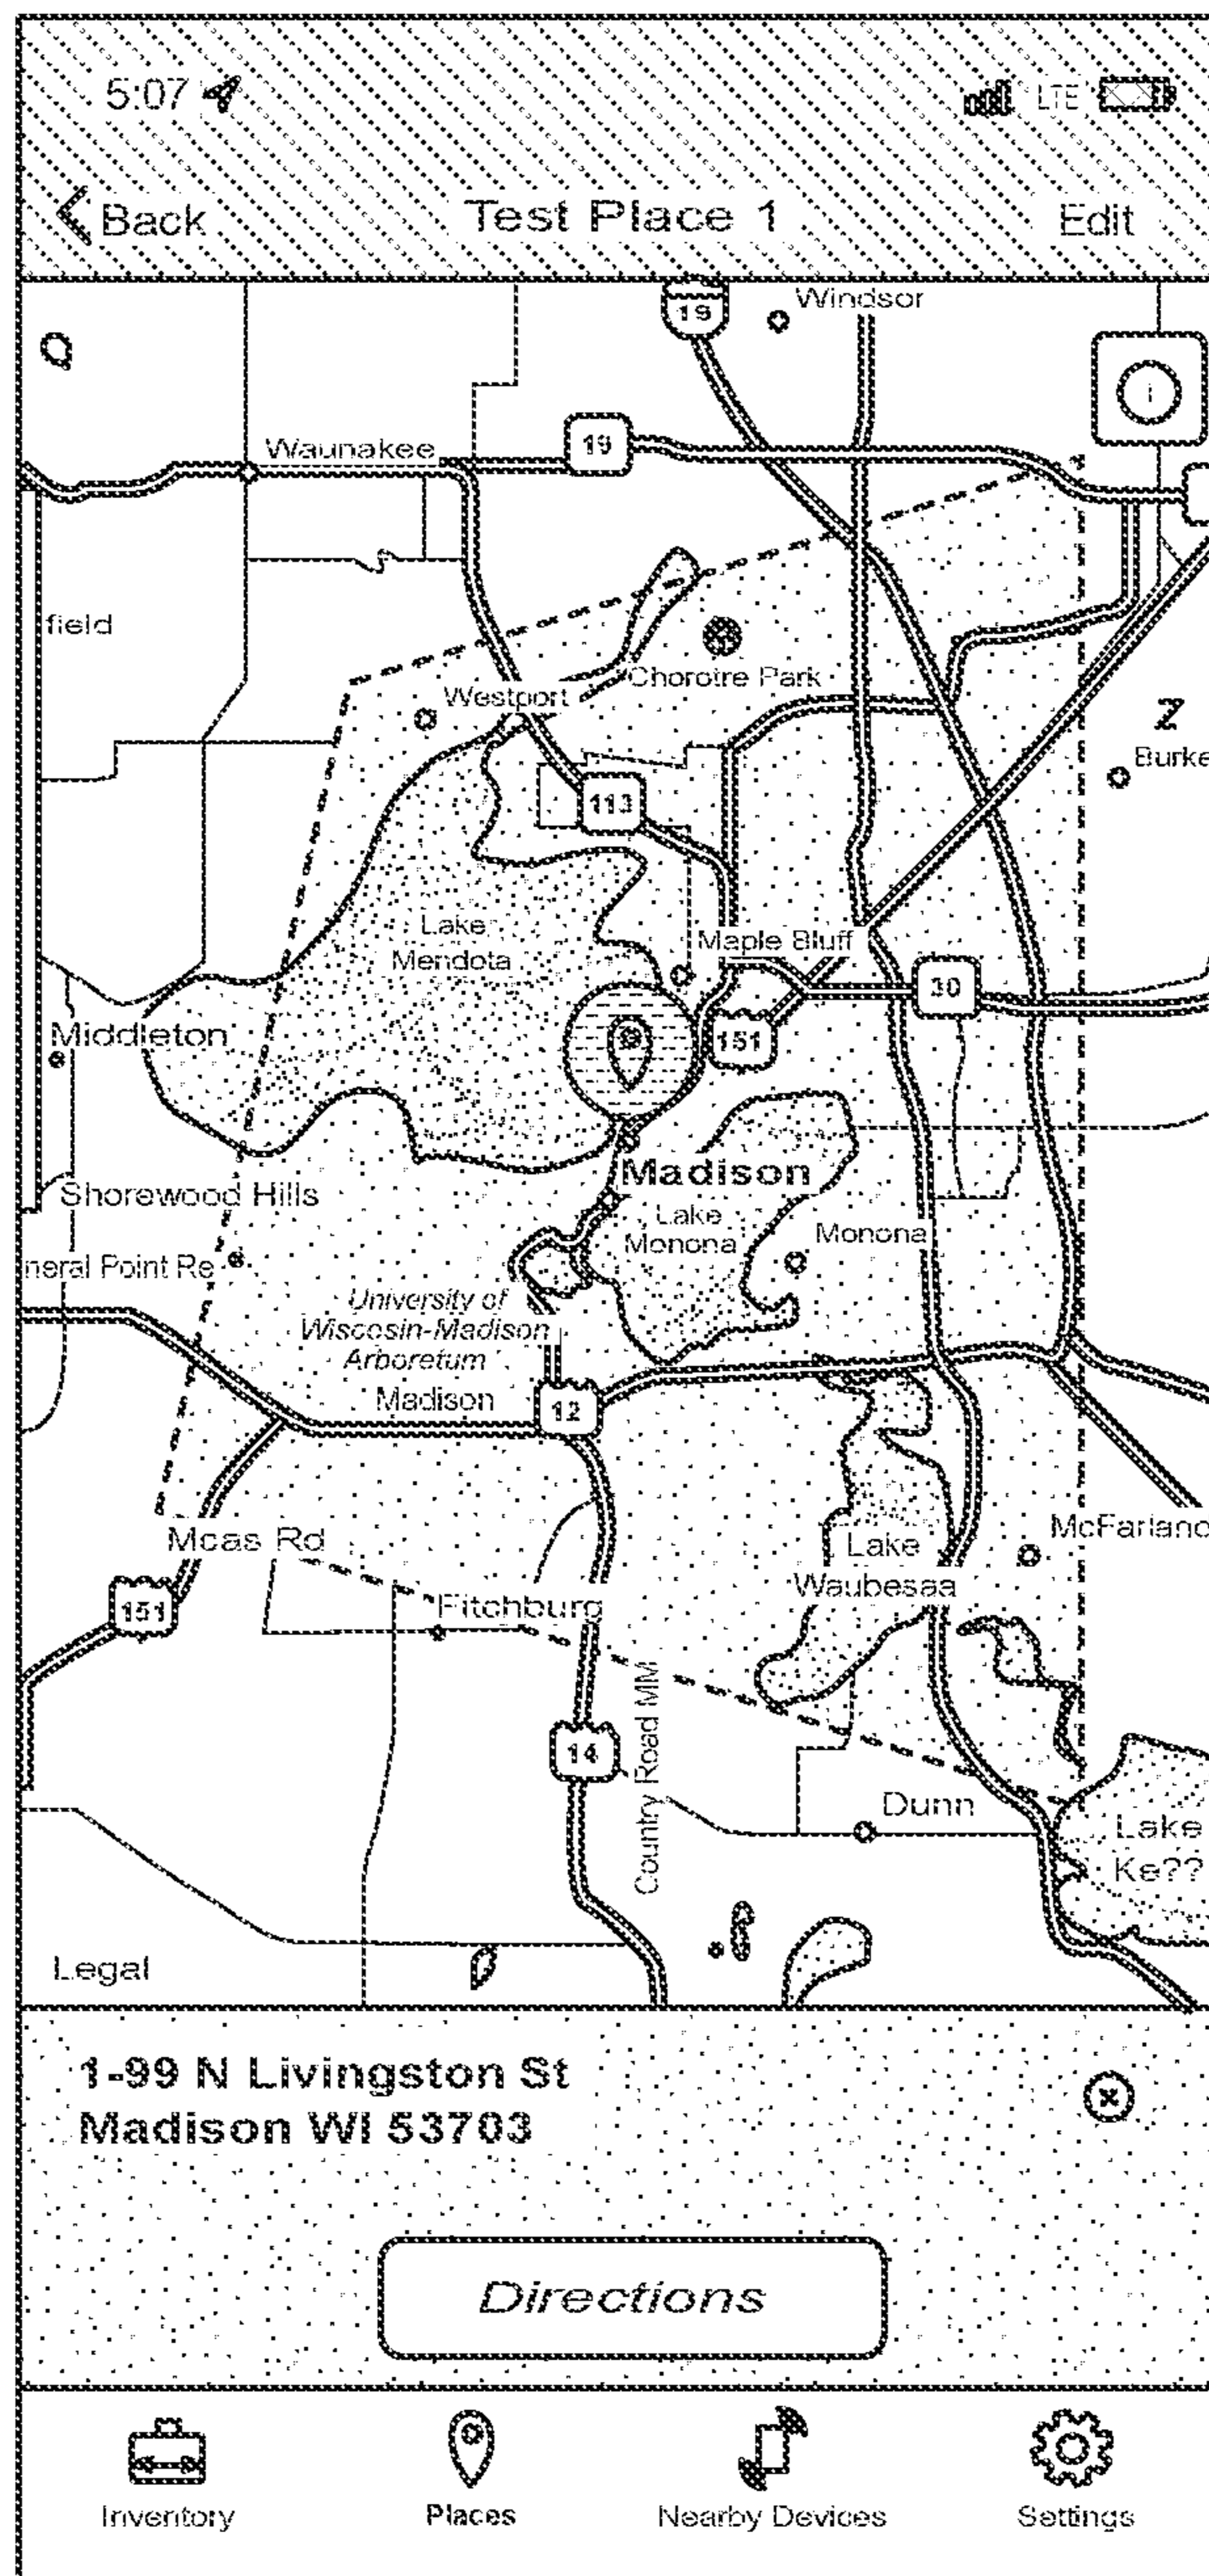 5:07 LTE
Back Test Place 1 Edit
Windsor
19
i
19
Waunakee
field
Chorotre Park
Westport
Z
Burke
113
Lake
Mendota
Maple Bluff
30
Middleton
151
Madison
Shorewood Hills
Lake
Monona
Monona
neral Point Re
University of
Wiscosin-Madison
Arboretum
Madison
12
McFarland
Mcas Rd
Lake
Waubesaa
151
Fitchburg
Country Road MM
14
Dunn
Lake
Ke??
Legal
1-99 N Livingston St
Madison WI 53703
Directions
Inventory Places Nearby Devices Settings